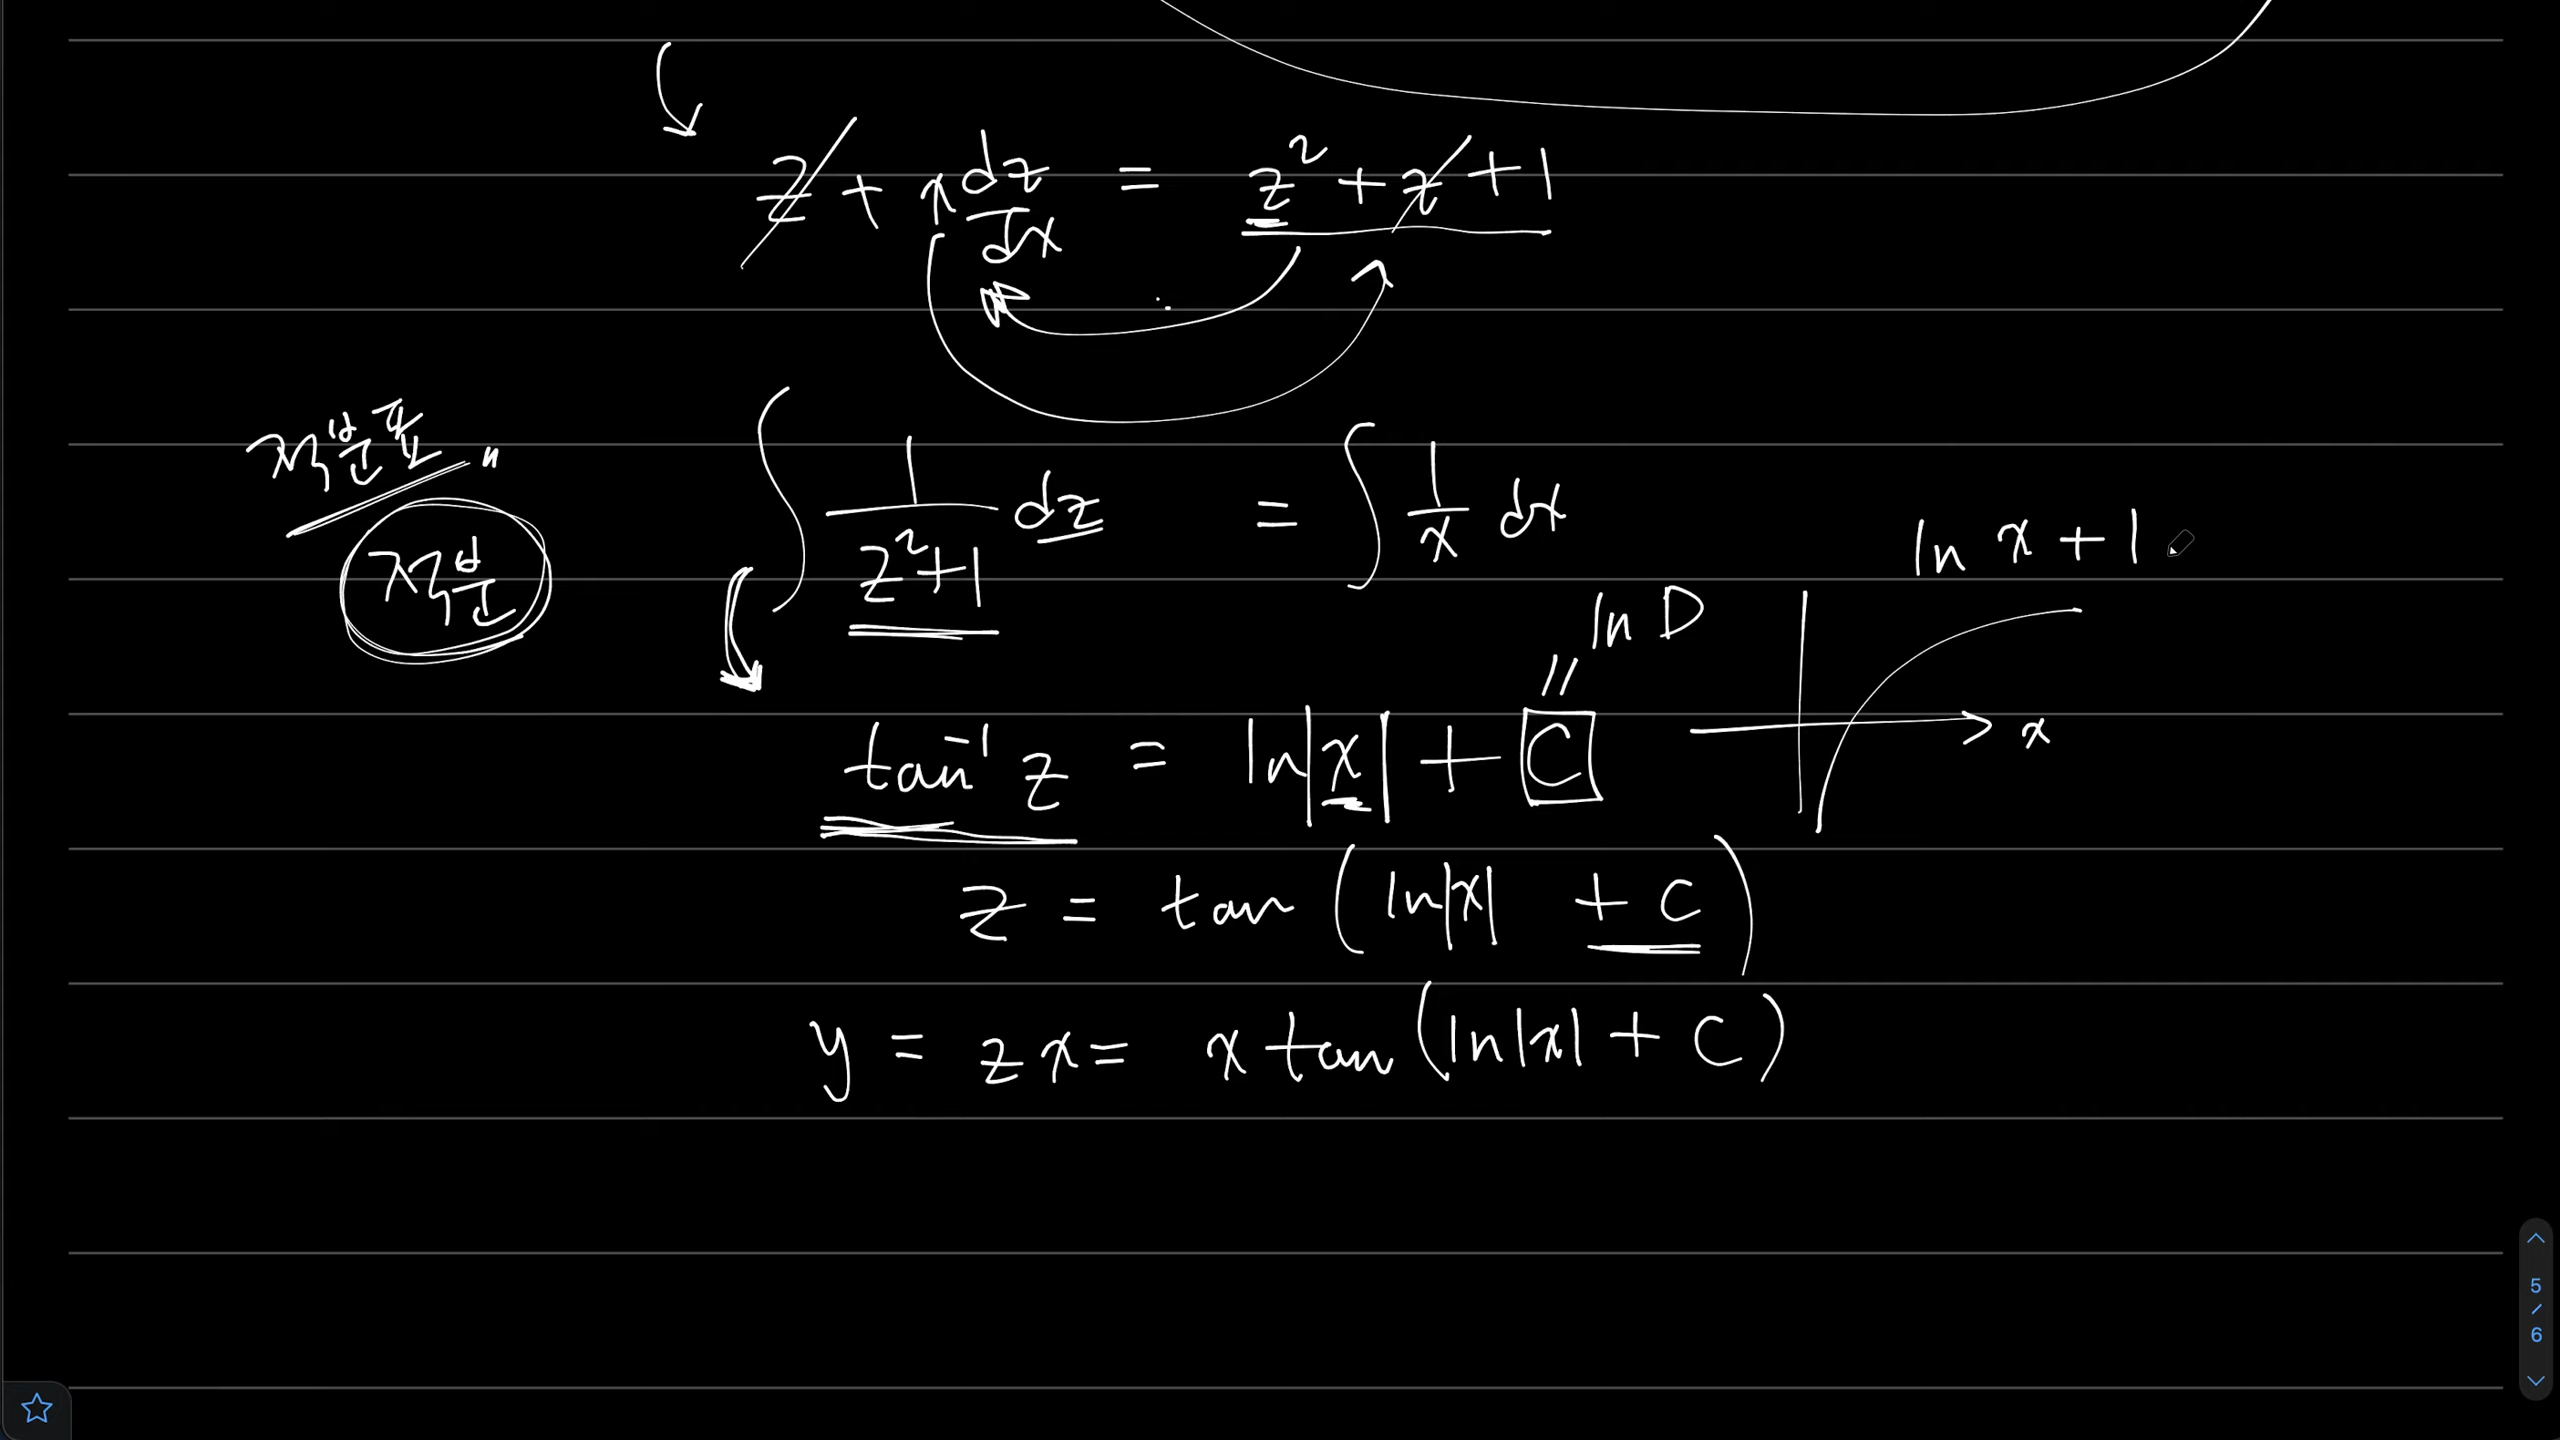 z + x dz/dx = z² + z + 1
적분표 "
적분
∫ 1/(z²+1) dz = ∫ 1/x dx
ln x + 1
ln D
=
tan⁻¹ z = ln|x| + C
x
z = tan (ln|x| + C)
y = zx = x tan (ln|x| + C)
5
/
6